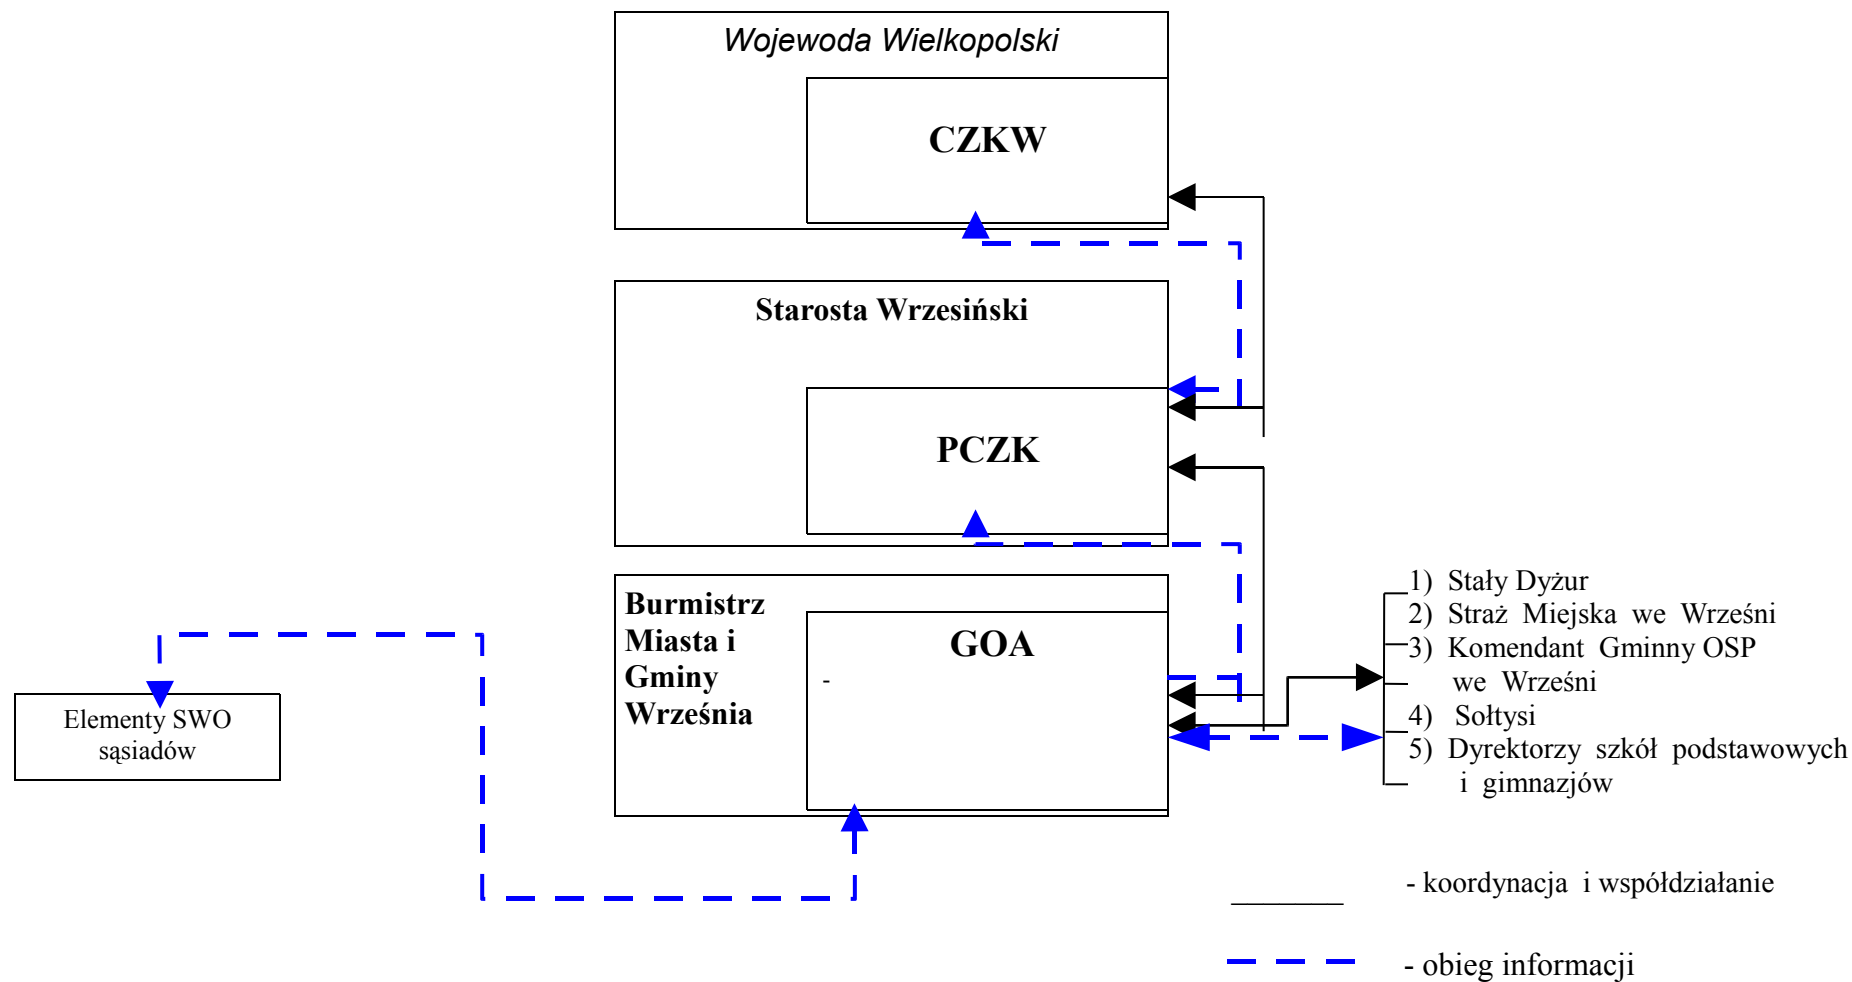 Wojewoda Wielkopolski
CZKW
Starosta Wrzesiński
PCZK
Burmistrz
Miasta i
Gminy
Września
GOA
-
Elementy SWO
sąsiadów
1) Stały Dyżur
2) Straż Miejska we Wrześni
3) Komendant Gminny OSP
we Wrześni
4) Sołtysi
5) Dyrektorzy szkół podstawowych
i gimnazjów
- koordynacja i współdziałanie
- obieg informacji